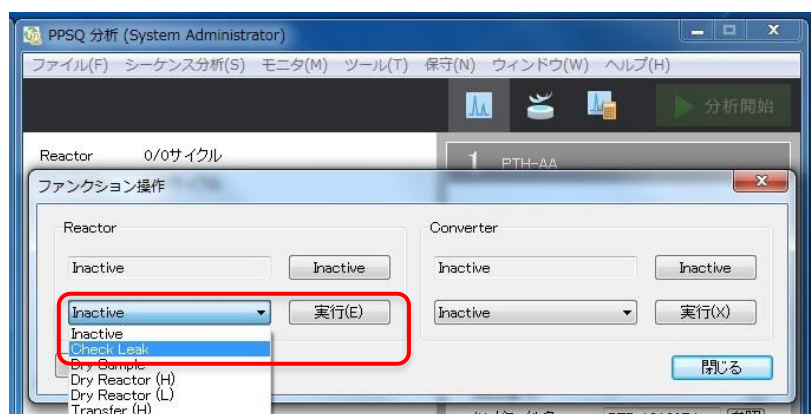 PPSQ 分析 (System Administrator)
ファイル(F) シーケンス分析(S) モニタ(M) ツール(T) 保守(N) ウィンドウ(W) ヘルプ(H)
分析開始
Reactor 0/0サイクル
1 PTH-AA
ファンクション操作
Reactor
Converter
Inactive Inactive
Inactive Inactive
Inactive 実行(E)
Inactive 実行(X)
Inactive
Check Leak
Dry Sample
Dry Reactor (H)
Dry Reactor (L)
Transfer (H)
閉じる